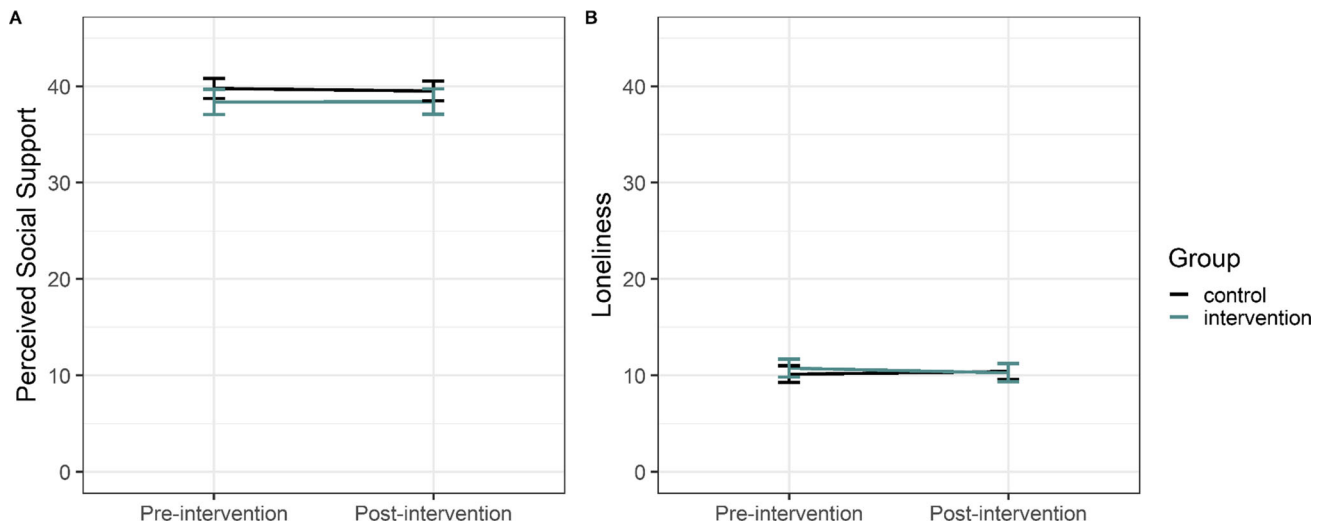 A
Perceived Social Support
40
30
20
10
0
Pre-intervention
Post-intervention
B
Loneliness
40
30
20
10
0
Pre-intervention
Post-intervention
Group
control
intervention